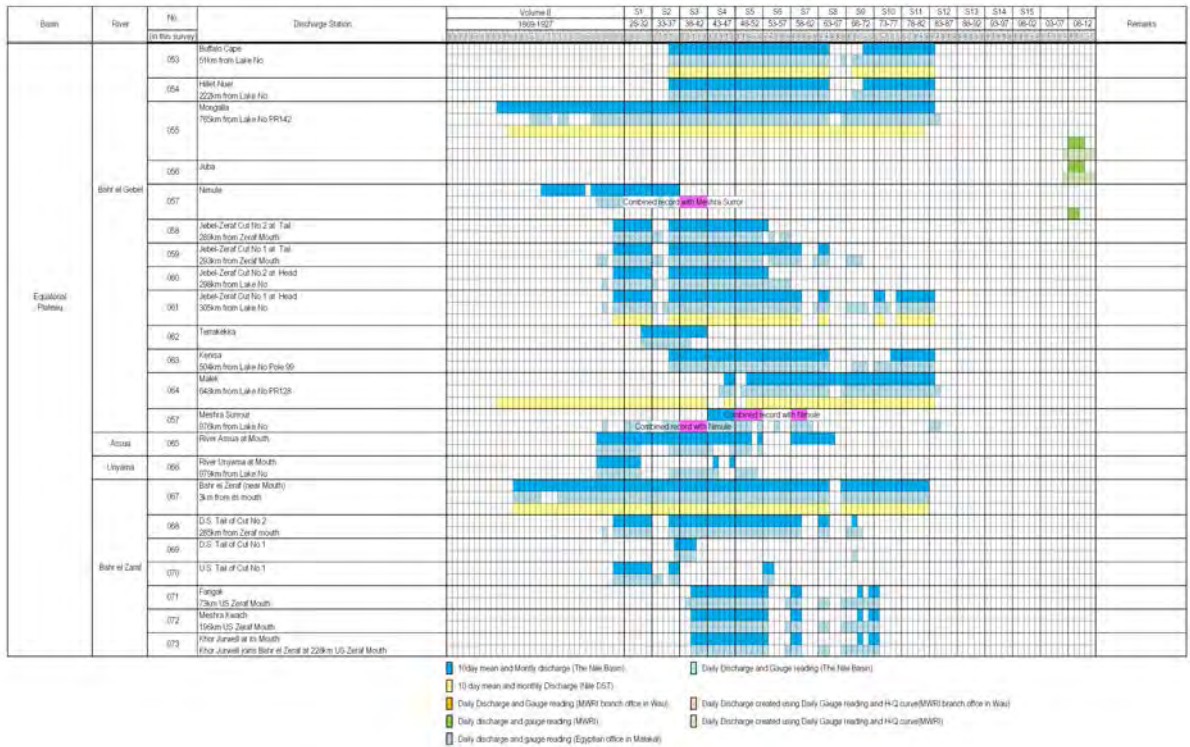 Basin River No. Discharge Station Volume II S1 S2 S3 S4 S5 S6 S7 S8 S9 S10 S11 S12 S13 S14 S15 Remarks
(in this survey) 28-32 33-37 38-42 43-47 48-52 53-57 58-62 63-67 68-72 73-77 78-82 83-87 88-92 93-97 98-02 03-07 08-12
Equatorial Plateau
Bahr el Gebel
053 Buffalo Cape
51km from Lake No
054 Hillet Nuer
222km from Lake No
055 Mongalla
765km from Lake No PR142
056 Juba
057 Nimule
Combined record with Meshra Surror
058 Jebel-Zeraf Cut No.2 at Tail
289km from Zeraf Mouth
059 Jebel-Zeraf Cut No.1 at Tail
293km from Zeraf Mouth
060 Jebel-Zeraf Cut No.2 at Head
298km from Lake No
061 Jebel-Zeraf Cut No.1 at Head
305km from Lake No
062 Terrakekka
063 Kenisa
504km from Lake No Pole 99
064 Malek
648km from Lake No PR128
057 Meshra Surrour
Combined record with Nimule
976km from Lake No
Combined record with Nimule
Assua 065 River Assua at Mouth
Unyama 066 River Unyama at Mouth
979km from Lake No
Bahr el Zaraf
067 Bahr el Zeraf (near Mouth)
3km from its mouth
068 D.S. Tail of Cut No.2
285km from Zeraf mouth
069 D.S. Tail of Cut No.1
070 U.S. Tail of Cut No.1
071 Fangak
73km US Zeraf Mouth
072 Meshra Kwach
196km US Zeraf Mouth
073 Khor Jurwell at its Mouth
Khor Jurwell joins Bahr el Zeraf at 228km US Zeraf Mouth
10day mean and Montly discharge (The Nile Basin)
Daily Discharge and Gauge reading (The Nile Basin)
10 day mean and monthly Discharge (Nile DST)
Daily Discharge and Gauge reading (MWRI branch offce in Wau)
Daily Discharge created using Daily Gauge reading and H-Q curve(MWRI branch offce in Wau)
Daily discharge and gauge reading (MWRI)
Daily Discharge created using Daily Gauge reading and H-Q curve(MWRI)
Daily discharge and gauge reading (Egyptian office in Malakal)